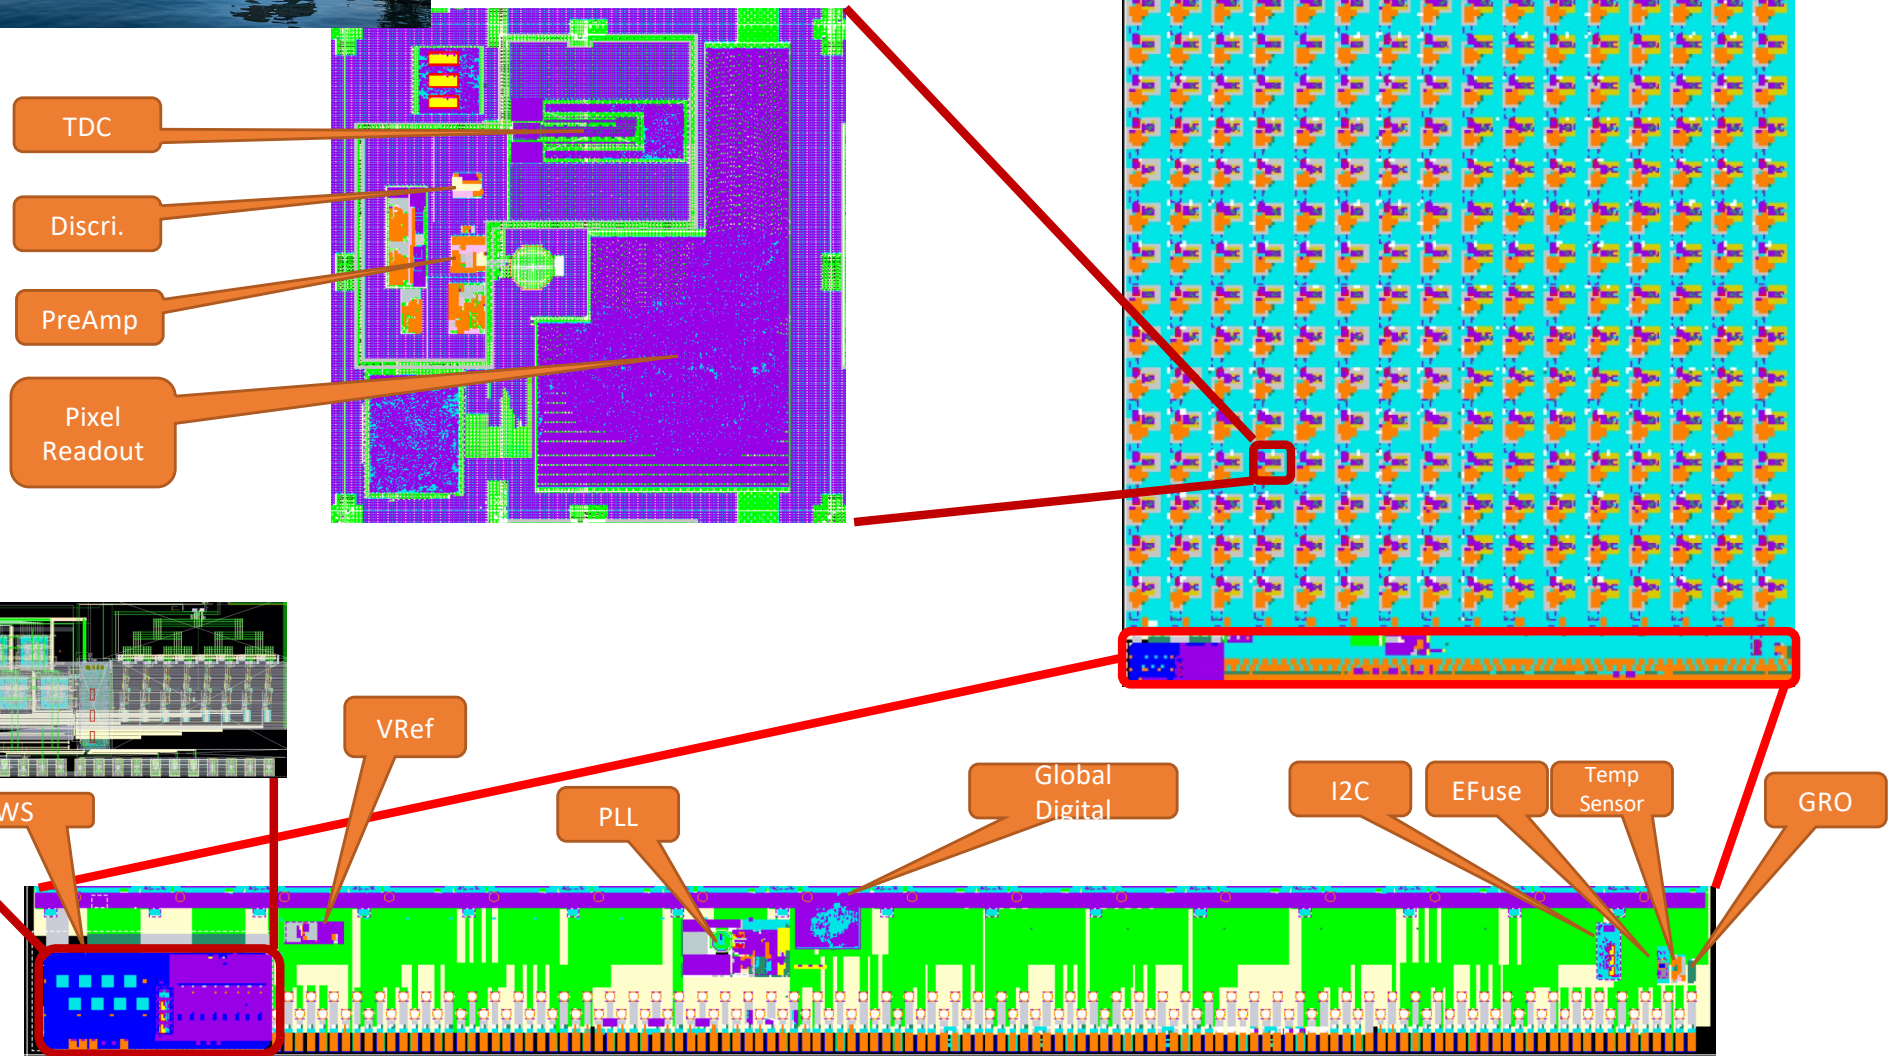 TDC
Discri.
PreAmp
Pixel
Readout
VRef
WS
PLL
Global
Digital
I2C
EFuse
Temp
Sensor
GRO